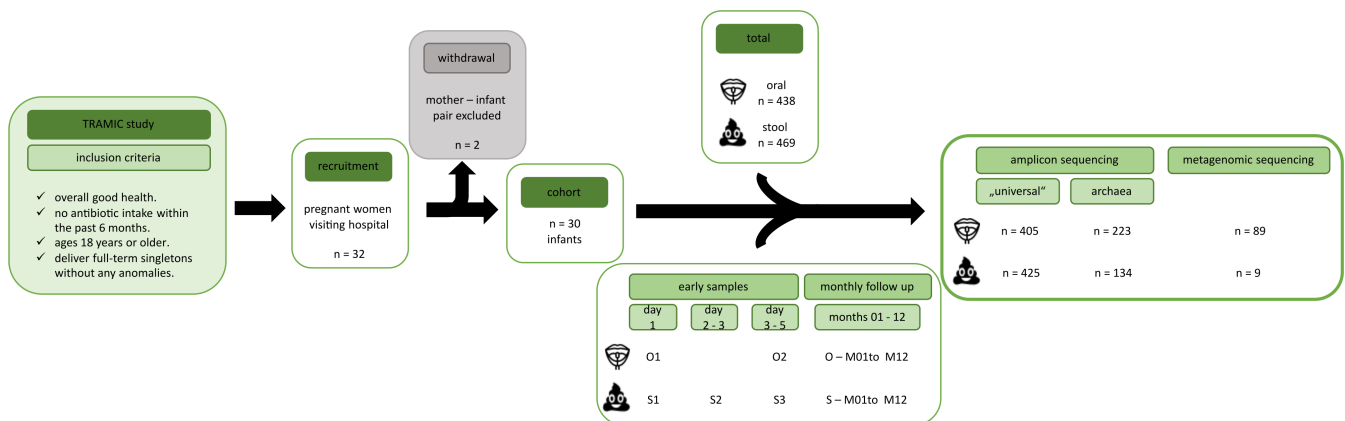 TRAMIC study
inclusion criteria
✓ overall good health.
✓ no antibiotic intake within
the past 6 months.
✓ ages 18 years or older.
✓ deliver full-term singletons
without any anomalies.
recruitment
pregnant women
visiting hospital
n = 32
withdrawal
mother – infant
pair excluded
n = 2
cohort
n = 30
infants
total
oral
n = 438
stool
n = 469
early samples
monthly follow up
day
1
day
2 - 3
day
3 - 5
months 01 - 12
O1
O2
O – M01to M12
S1
S2
S3
S – M01to M12
amplicon sequencing
metagenomic sequencing
„universal“
archaea
n = 405
n = 223
n = 89
n = 425
n = 134
n = 9